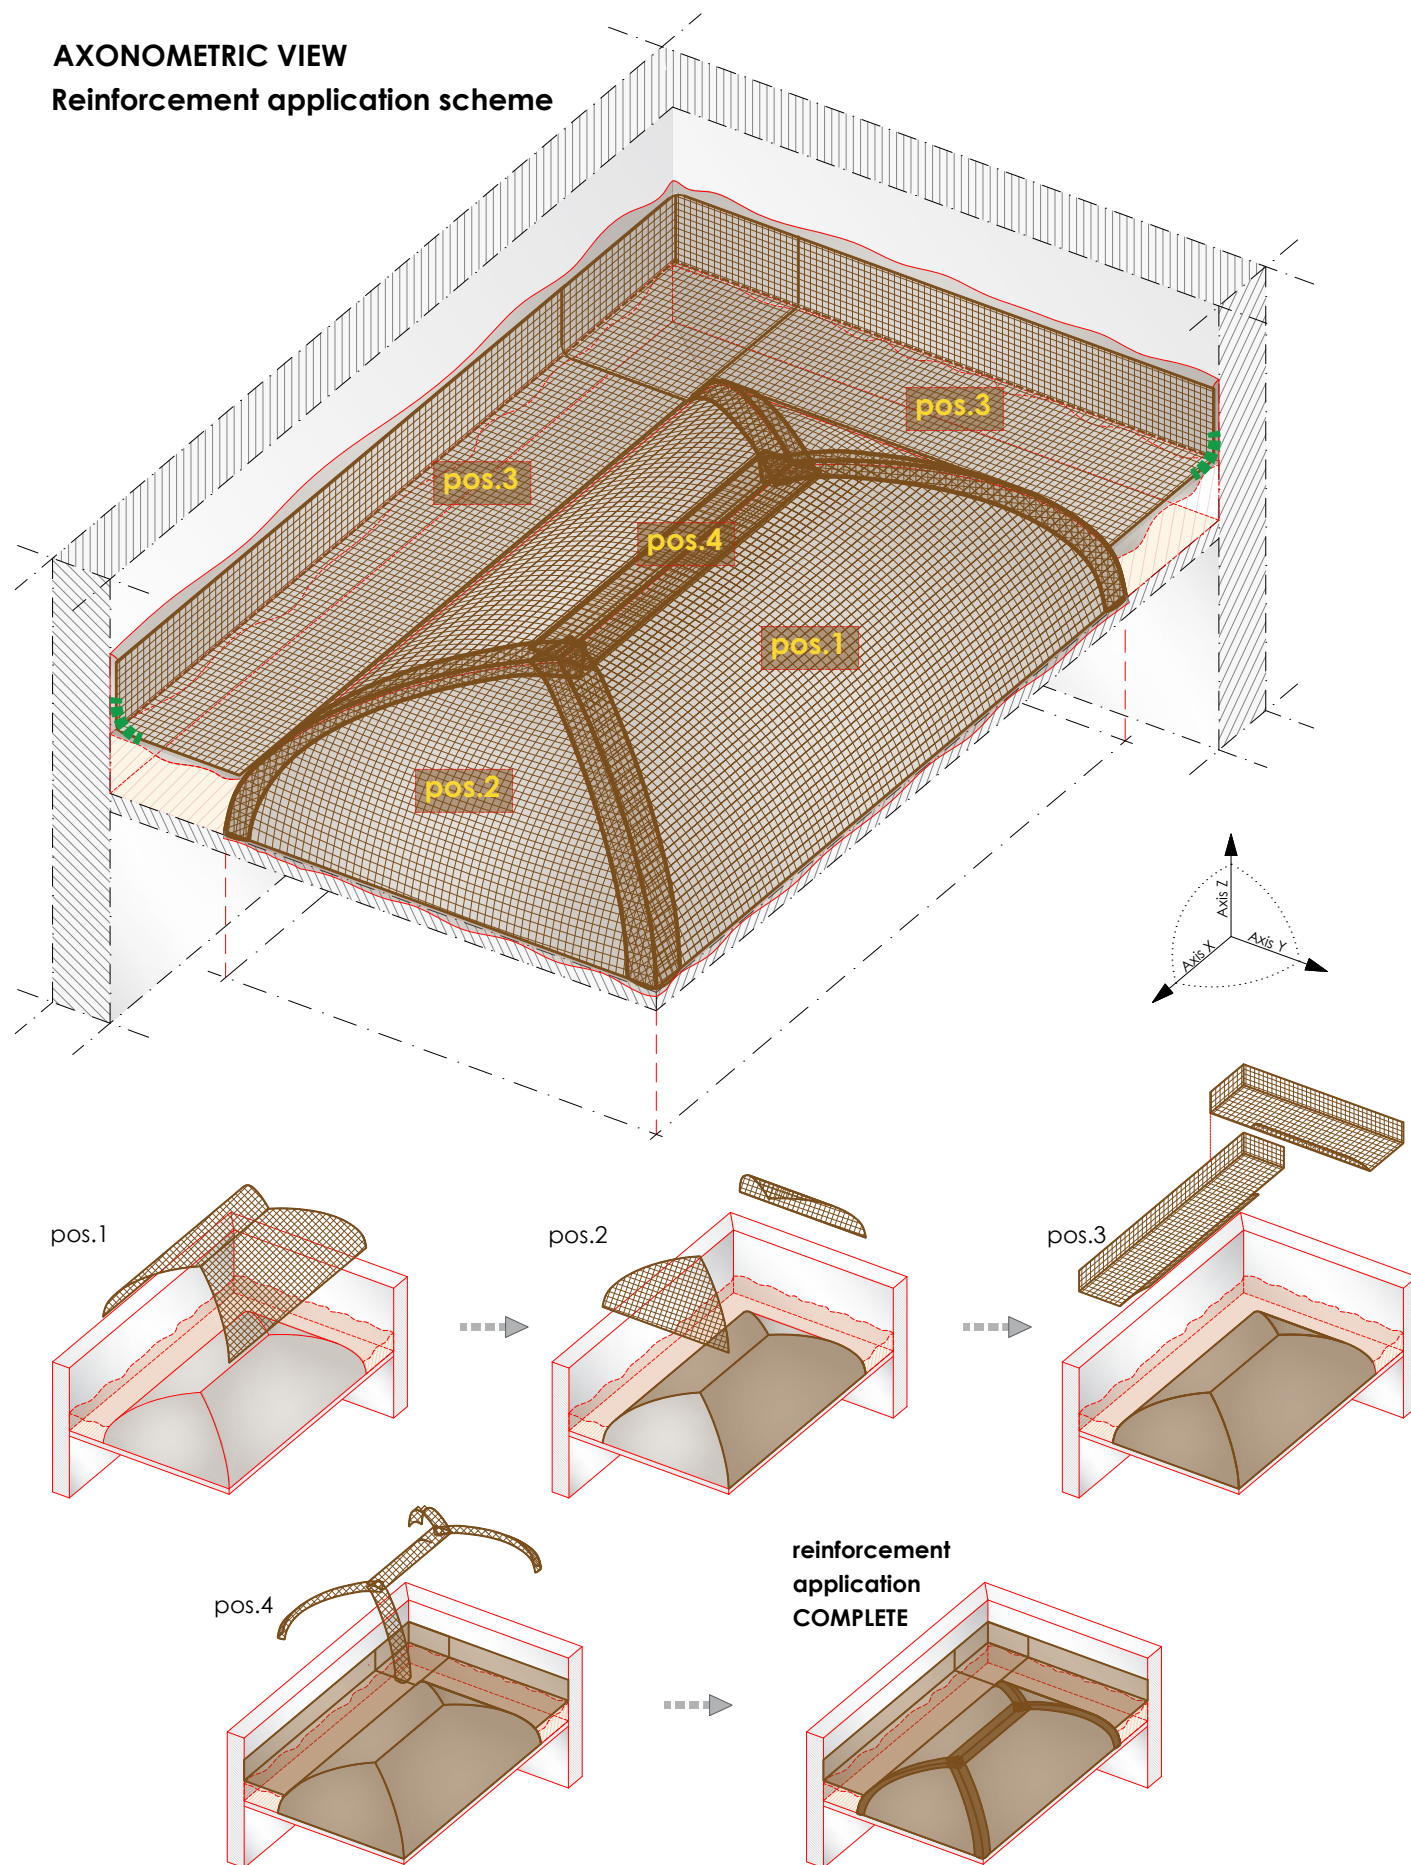 AXONOMETRIC VIEW
Reinforcement application scheme
pos.3
pos.3
pos.4
pos.1
pos.2
Axis Z
Axis Y
Axis X
pos.1
pos.2
pos.3
pos.4
reinforcement
application
COMPLETE